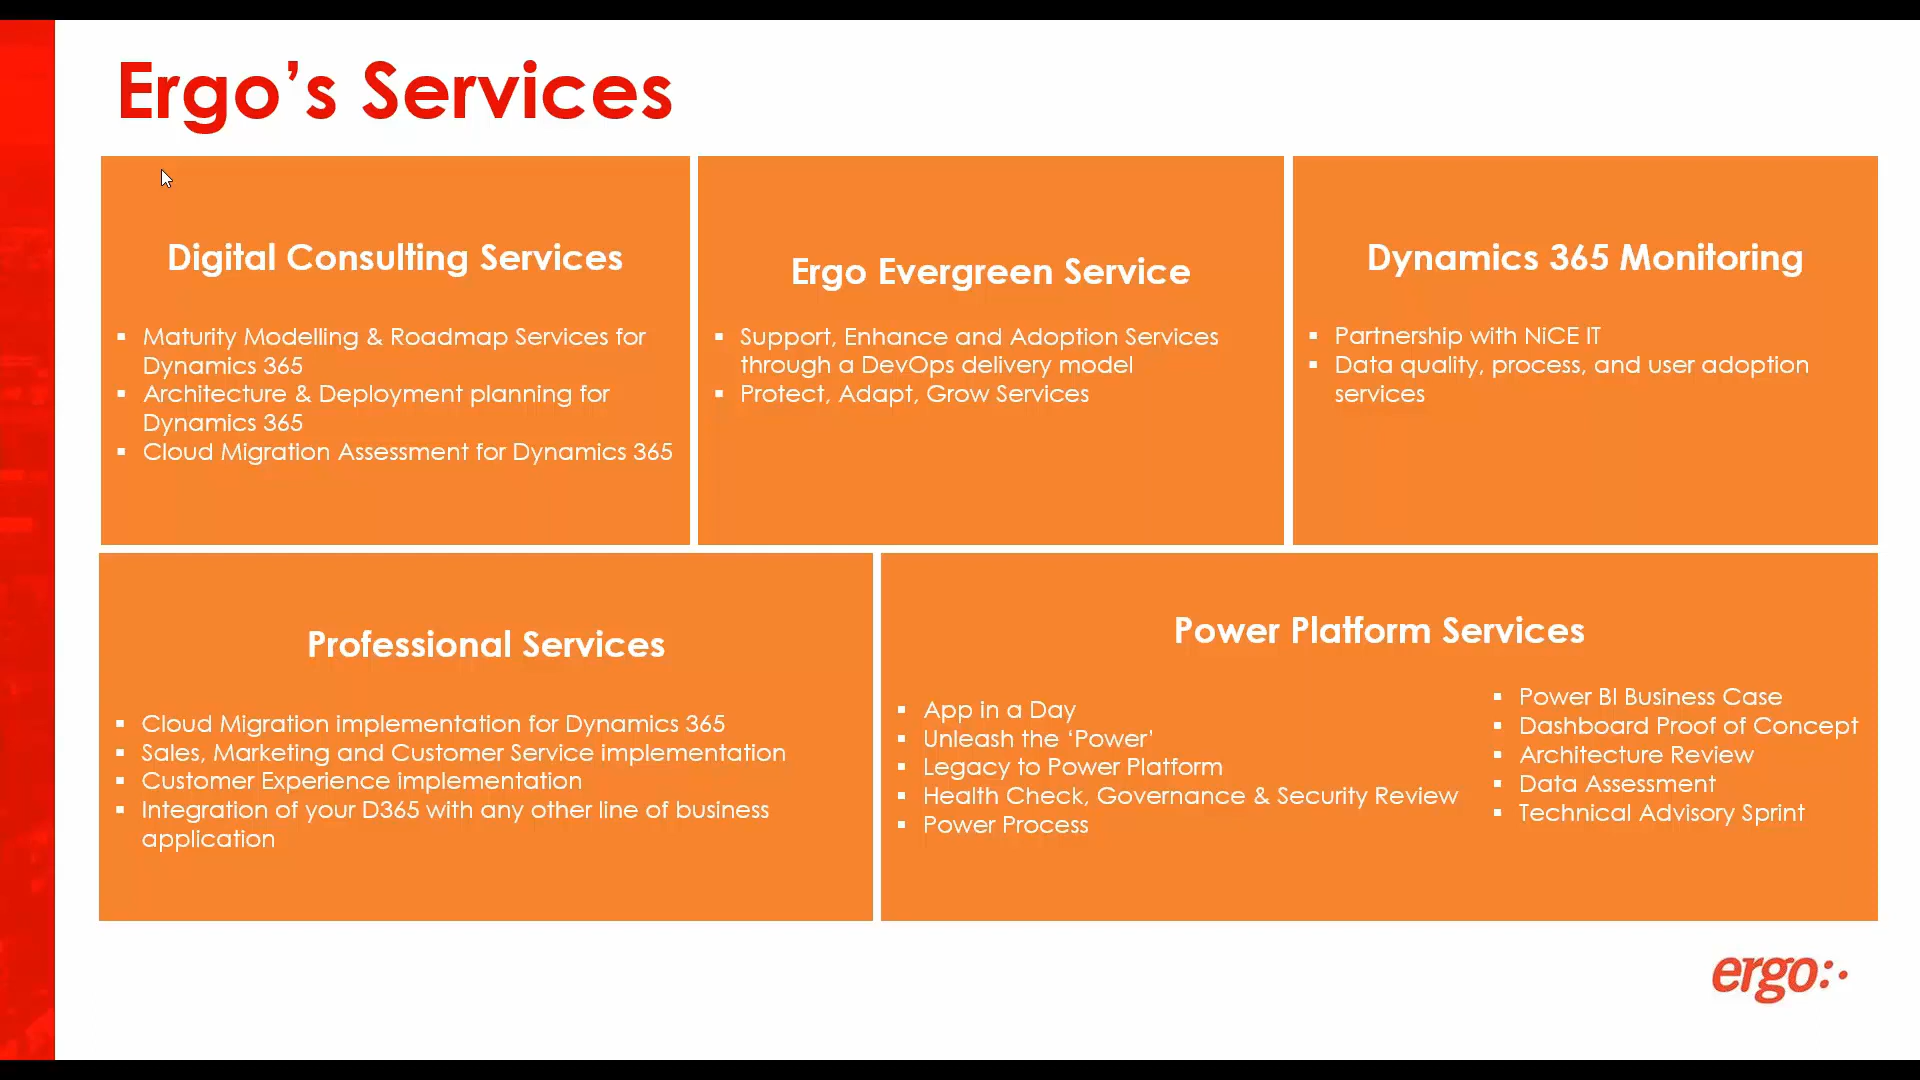 Ergo’s Services
Digital Consulting Services
▪ Maturity Modelling & Roadmap Services for
Dynamics 365
▪ Architecture & Deployment planning for
Dynamics 365
▪ Cloud Migration Assessment for Dynamics 365
Ergo Evergreen Service
▪ Support, Enhance and Adoption Services
through a DevOps delivery model
▪ Protect, Adapt, Grow Services
Dynamics 365 Monitoring
▪ Partnership with NiCE IT
▪ Data quality, process, and user adoption
services
Professional Services
▪ Cloud Migration implementation for Dynamics 365
▪ Sales, Marketing and Customer Service implementation
▪ Customer Experience implementation
▪ Integration of your D365 with any other line of business
application
Power Platform Services
▪ App in a Day
▪ Unleash the ‘Power’
▪ Legacy to Power Platform
▪ Health Check, Governance & Security Review
▪ Power Process
▪ Power BI Business Case
▪ Dashboard Proof of Concept
▪ Architecture Review
▪ Data Assessment
▪ Technical Advisory Sprint
ergo:·